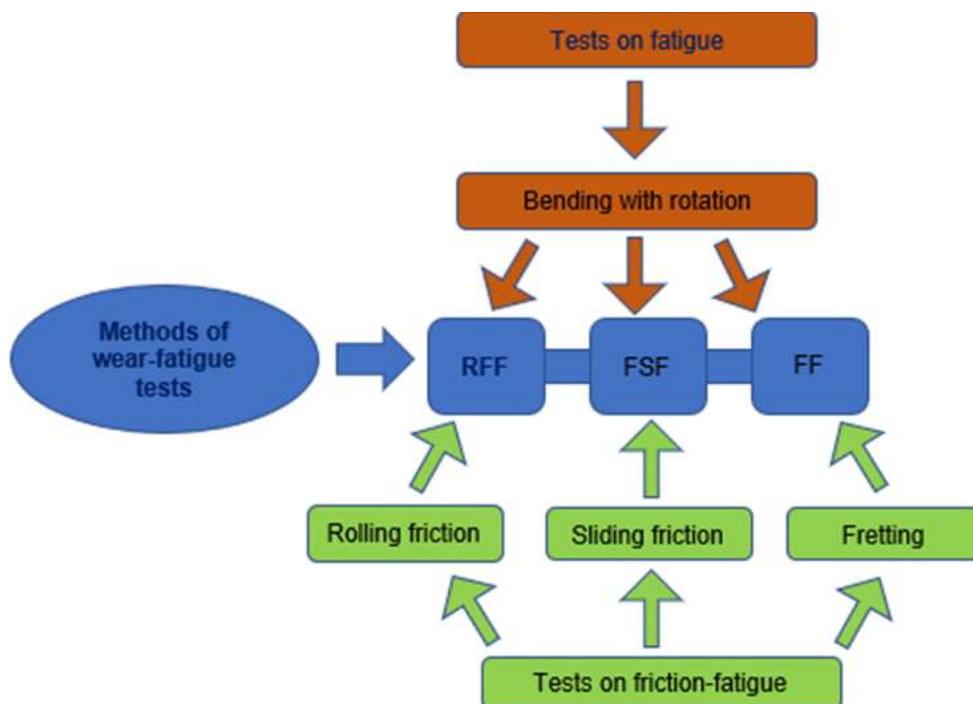 Tests on fatigue
Bending with rotation
Methods of
wear-fatigue
tests
RFF
FSF
FF
Rolling friction
Sliding friction
Fretting
Tests on friction-fatigue